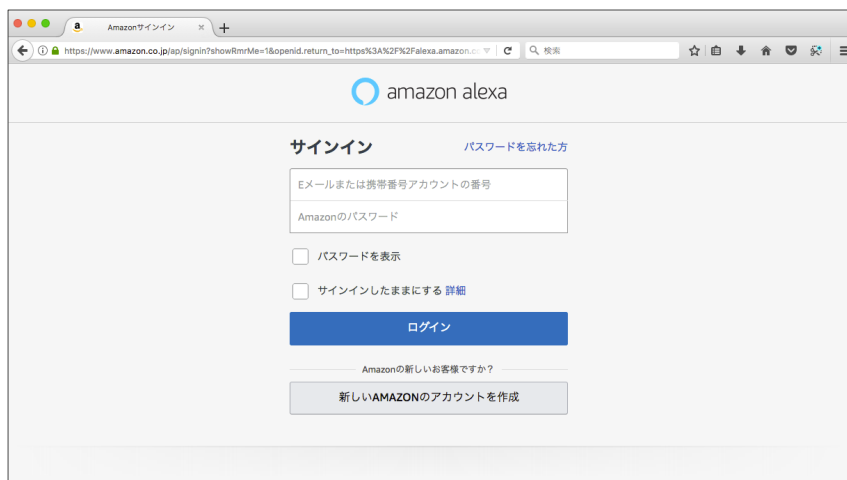 Amazonサインイン
https://www.amazon.co.jp/ap/signin?showRmrMe=1&openid.return_to=https%3A%2F%2Falexa.amazon.co
検索
amazon alexa
サインイン
パスワードを忘れた方
Eメールまたは携帯番号アカウントの番号
Amazonのパスワード
パスワードを表示
サインインしたままにする 詳細
ログイン
Amazonの新しいお客様ですか？
新しいAMAZONのアカウントを作成